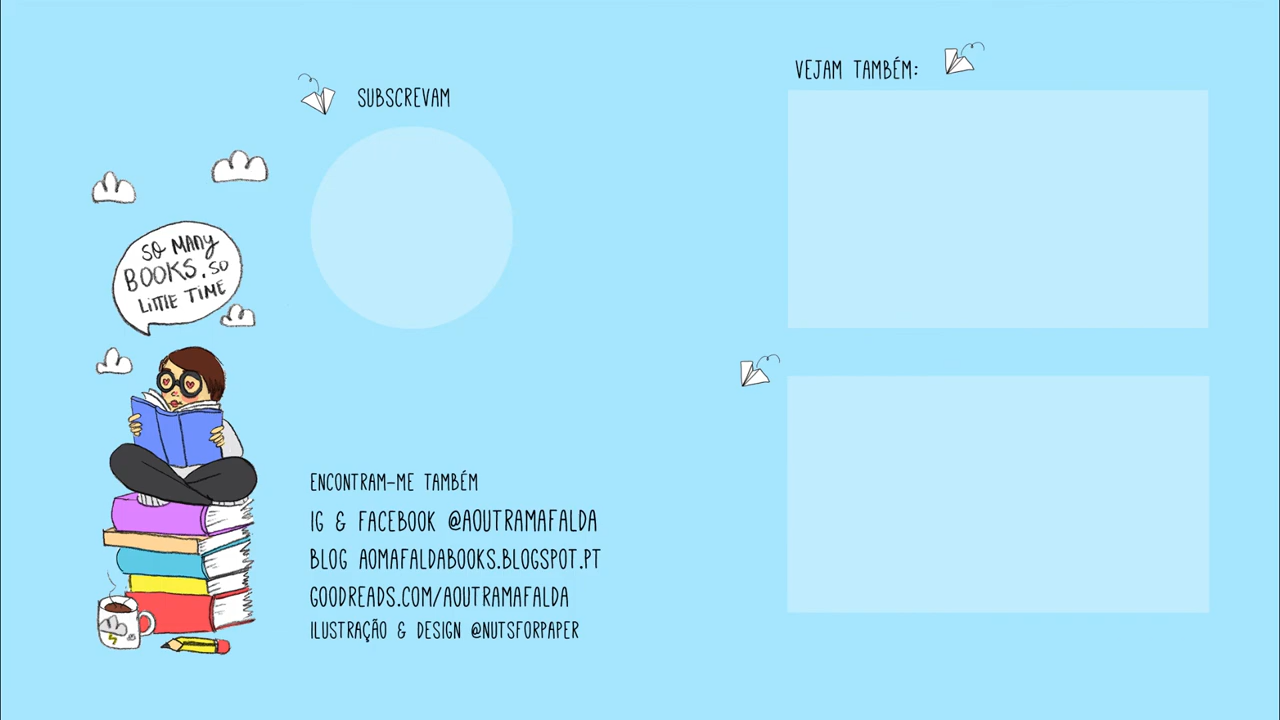 SUBSCREVAM
VEJAM TAMBÉM:
SO MANY
BOOKS, SO
LITTLE TIME
ENCONTRAM-ME TAMBÉM
IG & FACEBOOK @AOUTRAMAFALDA
BLOG AOMAFALDABOOKS.BLOGSPOT.PT
GOODREADS.COM/AOUTRAMAFALDA
ILUSTRAÇÃO & DESIGN @NUTSFORPAPER